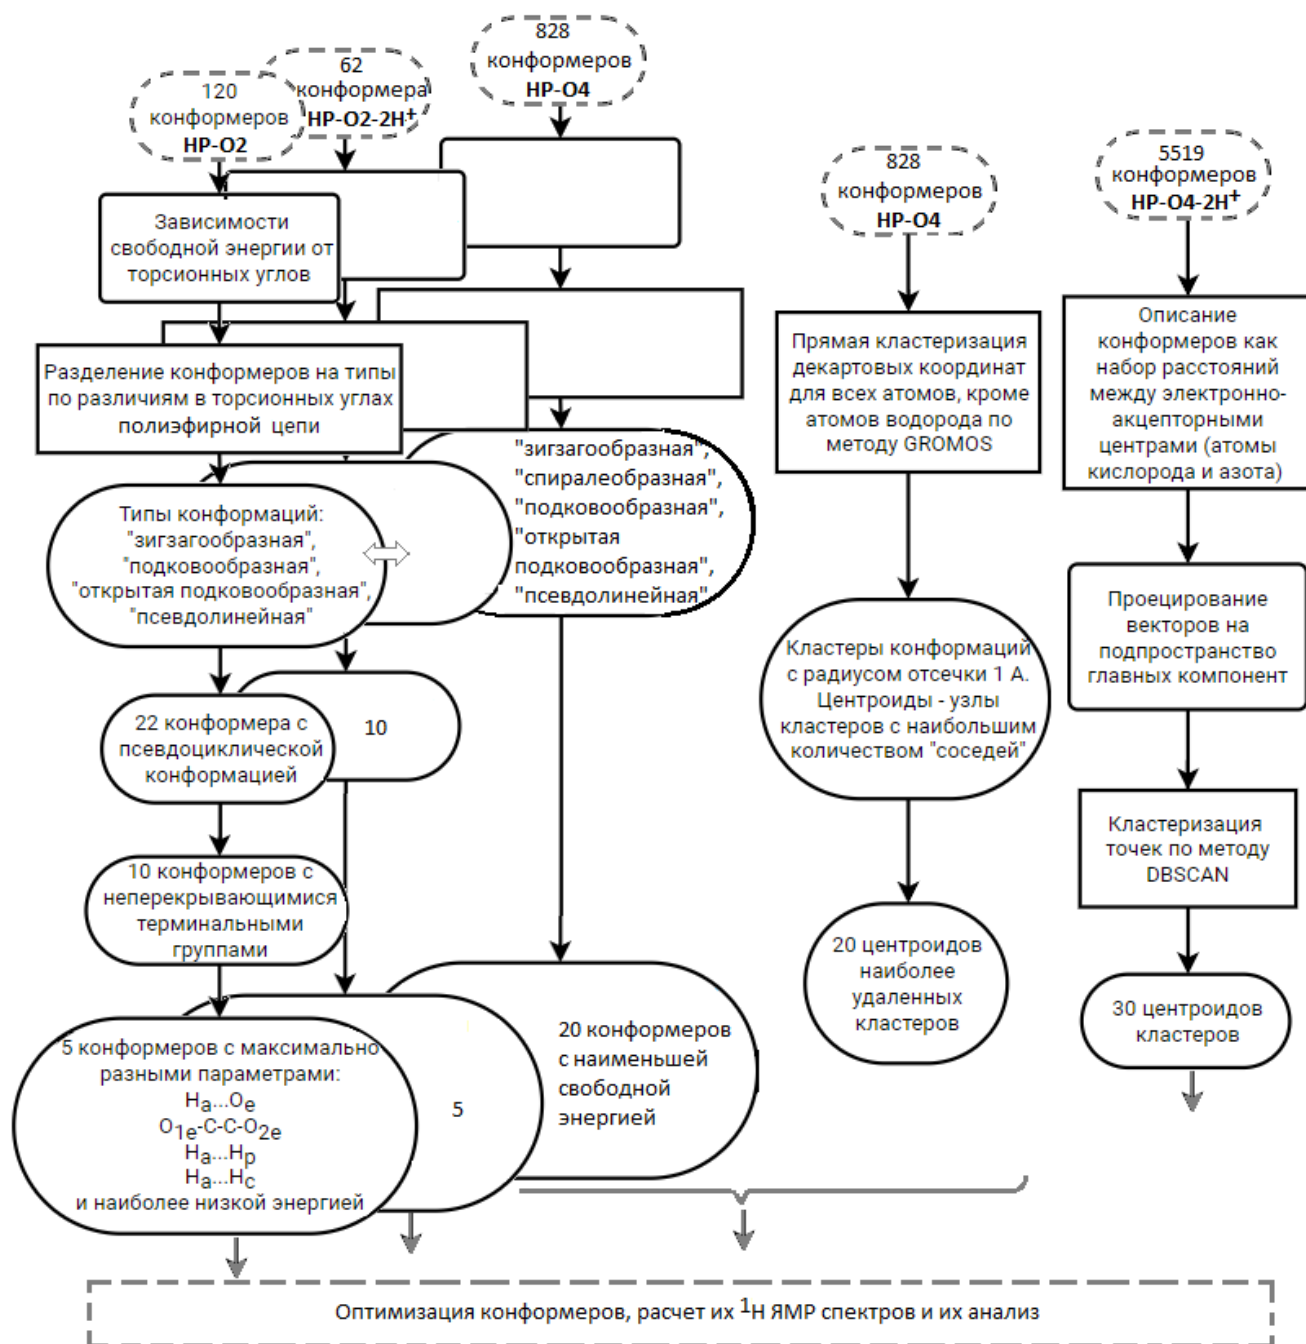 120
конформеров
HP-O2
62
конформера
HP-O2-2H⁺
828
конформеров
HP-O4
Зависимости
свободной энергии от
торсионных углов
Разделение конформеров на типы
по различиям в торсионных углах
полиэфирной цепи
Типы конформаций:
"зигзагообразная",
"подковообразная",
"открытая подковообразная",
"псевдолинейная"
"зигзагообразная",
"спиралеобразная",
"подковообразная",
"открытая
подковообразная",
"псевдолинейная",
22 конформера с
псевдоциклической
конформацией
10
10 конформеров с
неперекрывающимися
терминальными
группами
5 конформеров с максимально
разными параметрами:
Hₐ...Oₑ
O₁ₑ-C-C-O₂ₑ
Hₐ...Hₚ
Hₐ...H_c
и наиболее низкой энергией
5
20 конформеров
с наименьшей
свободной
энергией
828
конформеров
HP-O4
Прямая кластеризация
декартовых координат
для всех атомов, кроме
атомов водорода по
методу GROMOS
Кластеры конформаций
с радиусом отсечки 1 А.
Центроиды - узлы
кластеров с наибольшим
количеством "соседей"
20 центроидов
наиболее
удаленных
кластеров
5519
конформеров
HP-O4-2H⁺
Описание
конформеров как
набор расстояний
между электронно-
акцепторными
центрами (атомы
кислорода и азота)
Проецирование
векторов на
подпространство
главных компонент
Кластеризация
точек по методу
DBSCAN
30 центроидов
кластеров
Оптимизация конформеров, расчет их ¹H ЯМР спектров и их анализ